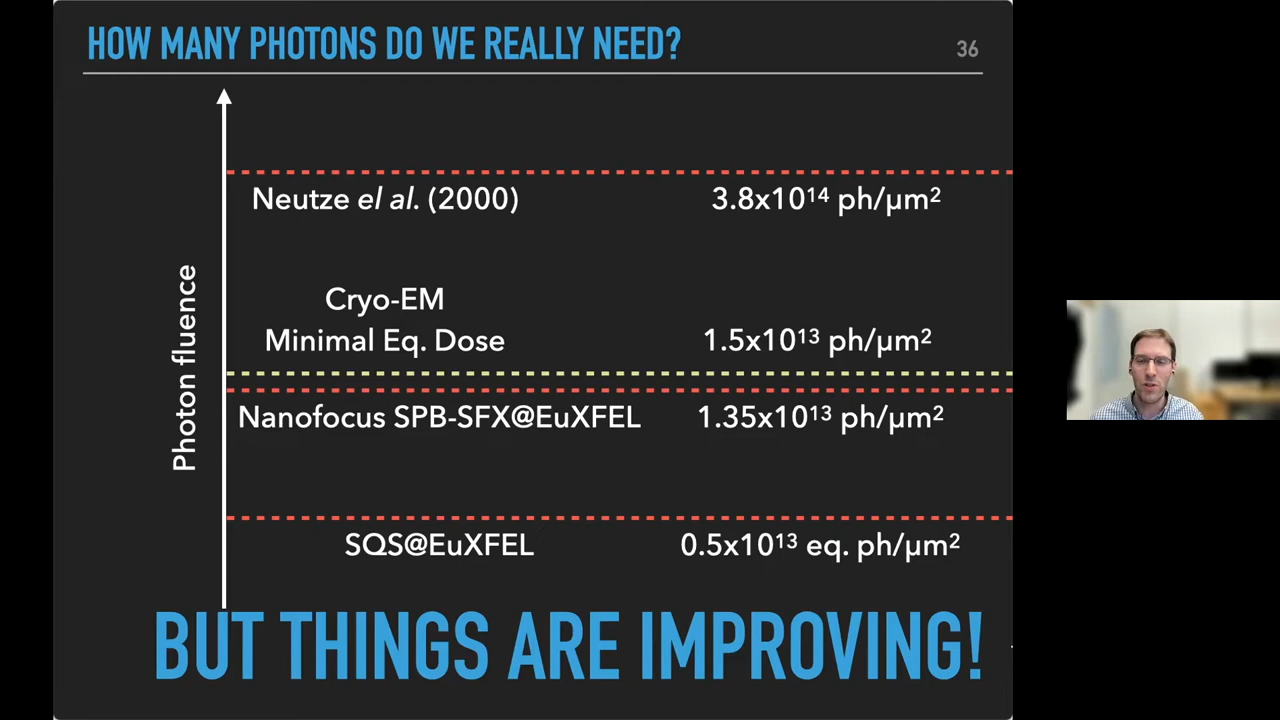 HOW MANY PHOTONS DO WE REALLY NEED?
36
Neutze el al. (2000) 3.8x10¹⁴ ph/µm²
Cryo-EM
Minimal Eq. Dose 1.5x10¹³ ph/µm²
Nanofocus SPB-SFX@EuXFEL 1.35x10¹³ ph/µm²
SQS@EuXFEL 0.5x10¹³ eq. ph/µm²
Photon fluence
BUT THINGS ARE IMPROVING!